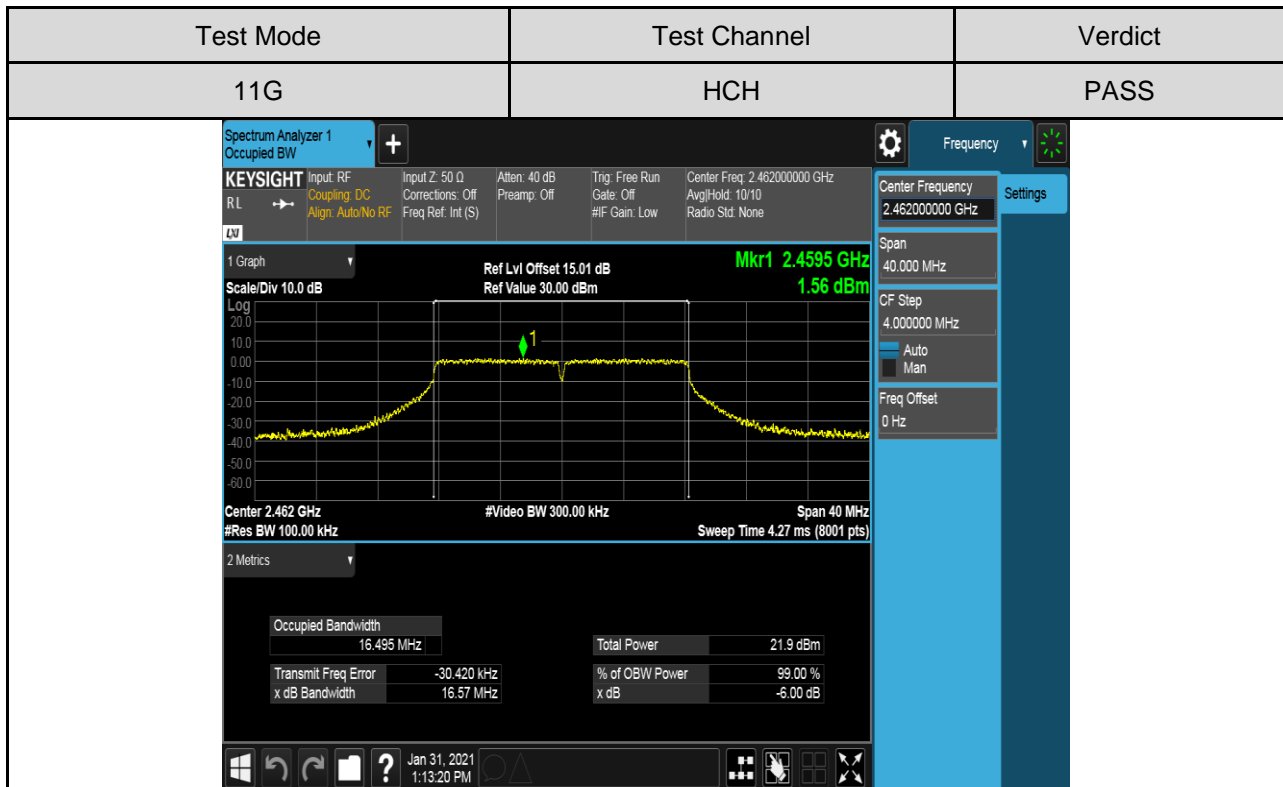 Test Mode Test Channel Verdict
11G HCH PASS
Spectrum Analyzer 1
Occupied BW
+
Frequency
KEYSIGHT Input: RF Input Z: 50 Ω Atten: 40 dB Trig: Free Run Center Freq: 2.462000000 GHz
RL Coupling: DC Corrections: Off Preamp: Off Gate: Off Avg|Hold: 10/10
Align: Auto/No RF Freq Ref: Int (S) #IF Gain: Low Radio Std: None
LXI
Center Frequency
2.462000000 GHz
Settings
Span
40.000 MHz
CF Step
4.000000 MHz
Auto
Man
Freq Offset
0 Hz
1 Graph Ref Lvl Offset 15.01 dB Mkr1 2.4595 GHz
Scale/Div 10.0 dB Ref Value 30.00 dBm 1.56 dBm
Log
20.0
10.0
1
0.00
-10.0
-20.0
-30.0
-40.0
-50.0
-60.0
Center 2.462 GHz #Video BW 300.00 kHz Span 40 MHz
#Res BW 100.00 kHz Sweep Time 4.27 ms (8001 pts)
2 Metrics
Occupied Bandwidth
16.495 MHz Total Power 21.9 dBm
Transmit Freq Error -30.420 kHz % of OBW Power 99.00 %
x dB Bandwidth 16.57 MHz x dB -6.00 dB
? Jan 31, 2021
1:13:20 PM